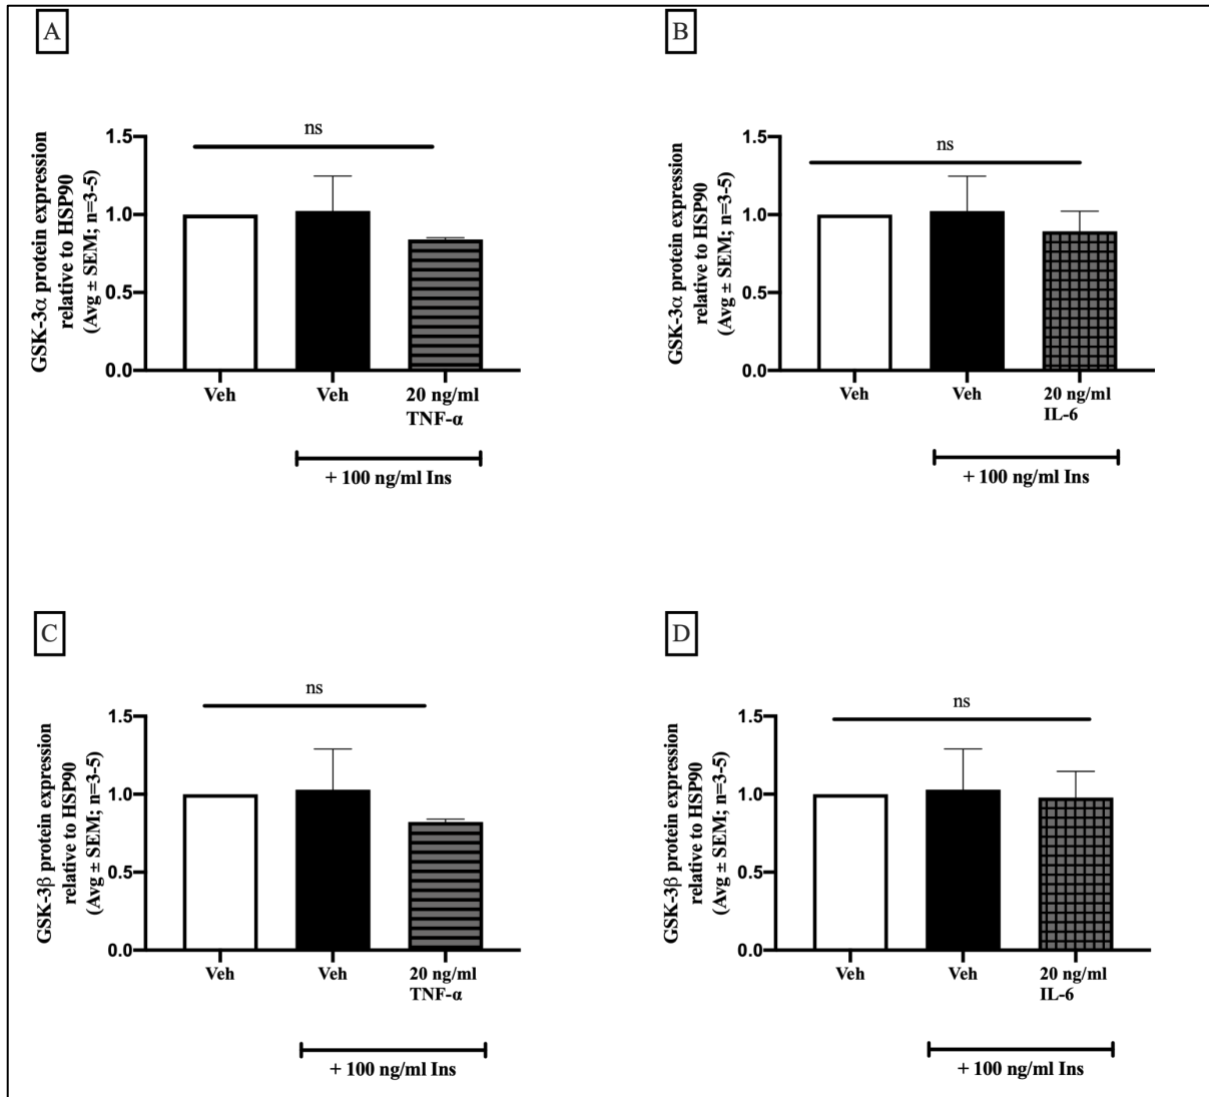 A
GSK-3α protein expression
relative to HSP90
(Avg ± SEM; n=3-5)
ns
1.5
1.0
0.5
0.0
Veh
Veh
20 ng/ml
TNF-α
+ 100 ng/ml Ins
B
GSK-3α protein expression
relative to HSP90
(Avg ± SEM; n=3-5)
ns
1.5
1.0
0.5
0.0
Veh
Veh
20 ng/ml
IL-6
+ 100 ng/ml Ins
C
GSK-3β protein expression
relative to HSP90
(Avg ± SEM; n=3-5)
ns
1.5
1.0
0.5
0.0
Veh
Veh
20 ng/ml
TNF-α
+ 100 ng/ml Ins
D
GSK-3β protein expression
relative to HSP90
(Avg ± SEM; n=3-5)
ns
1.5
1.0
0.5
0.0
Veh
Veh
20 ng/ml
IL-6
+ 100 ng/ml Ins